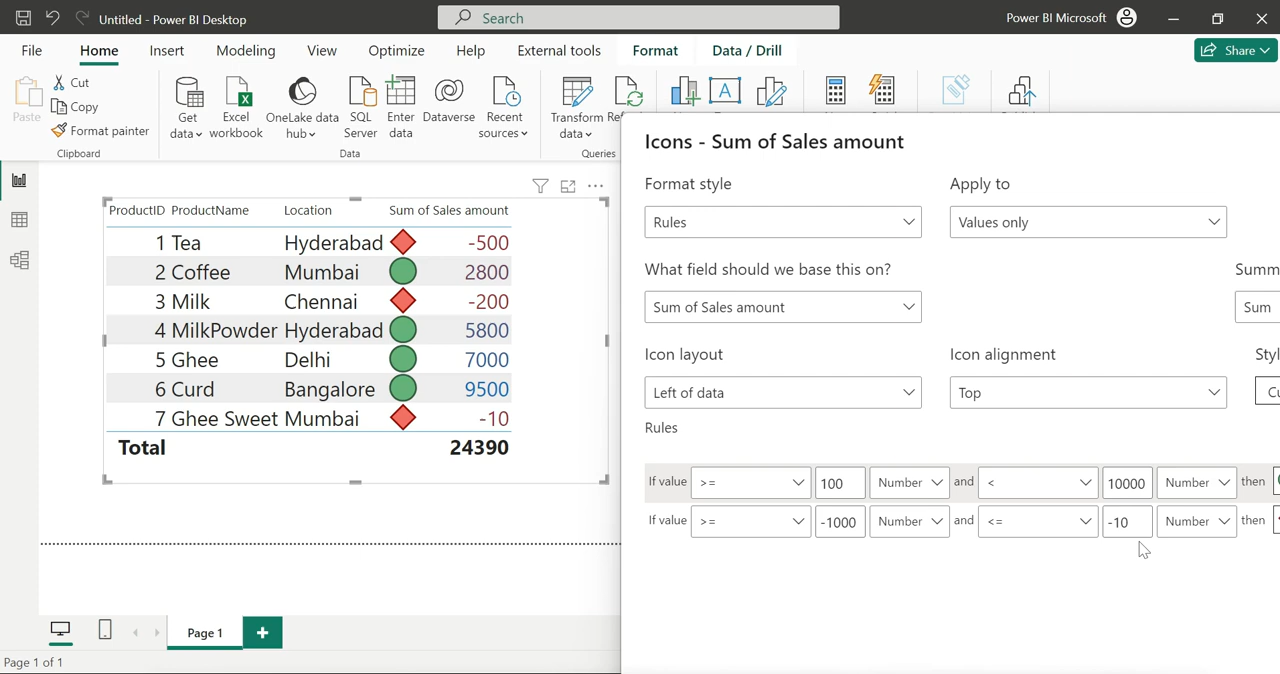 Untitled - Power BI Desktop
Search
Power BI Microsoft
File Home Insert Modeling View Optimize Help External tools Format Data / Drill
Share
Paste
Cut
Copy
Format painter
Clipboard
Get data
Excel workbook
OneLake data hub
SQL Server
Enter data
Dataverse
Recent sources
Data
Transform data
Queries
Icons - Sum of Sales amount
Format style
Apply to
Rules
Values only
What field should we base this on?
Sum of Sales amount
Sum
Icon layout
Icon alignment
Left of data
Top
Rules
If value >= 100 Number and < 10000 Number then
If value >= -1000 Number and <= -10 Number then
ProductID ProductName Location Sum of Sales amount
1 Tea Hyderabad -500
2 Coffee Mumbai 2800
3 Milk Chennai -200
4 MilkPowder Hyderabad 5800
5 Ghee Delhi 7000
6 Curd Bangalore 9500
7 Ghee Sweet Mumbai -10
Total 24390
Page 1
Page 1 of 1